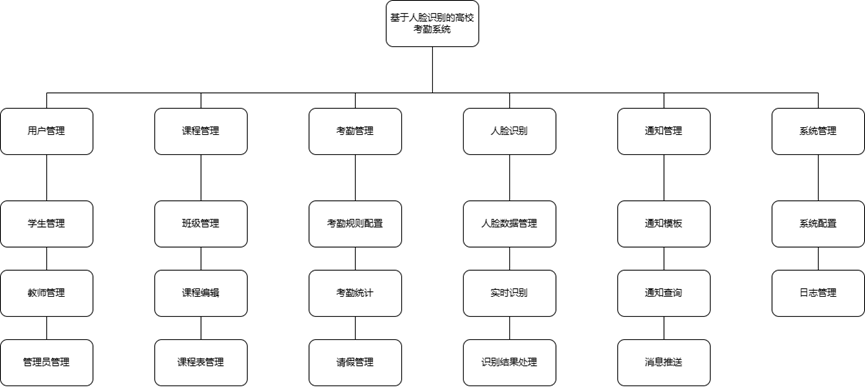 基于人脸识别的高校
考勤系统
用户管理
课程管理
考勤管理
人脸识别
通知管理
系统管理
学生管理
班级管理
考勤规则配置
人脸数据管理
通知模板
系统配置
教师管理
课程编辑
考勤统计
实时识别
通知查询
日志管理
管理员管理
课程表管理
请假管理
识别结果处理
消息推送